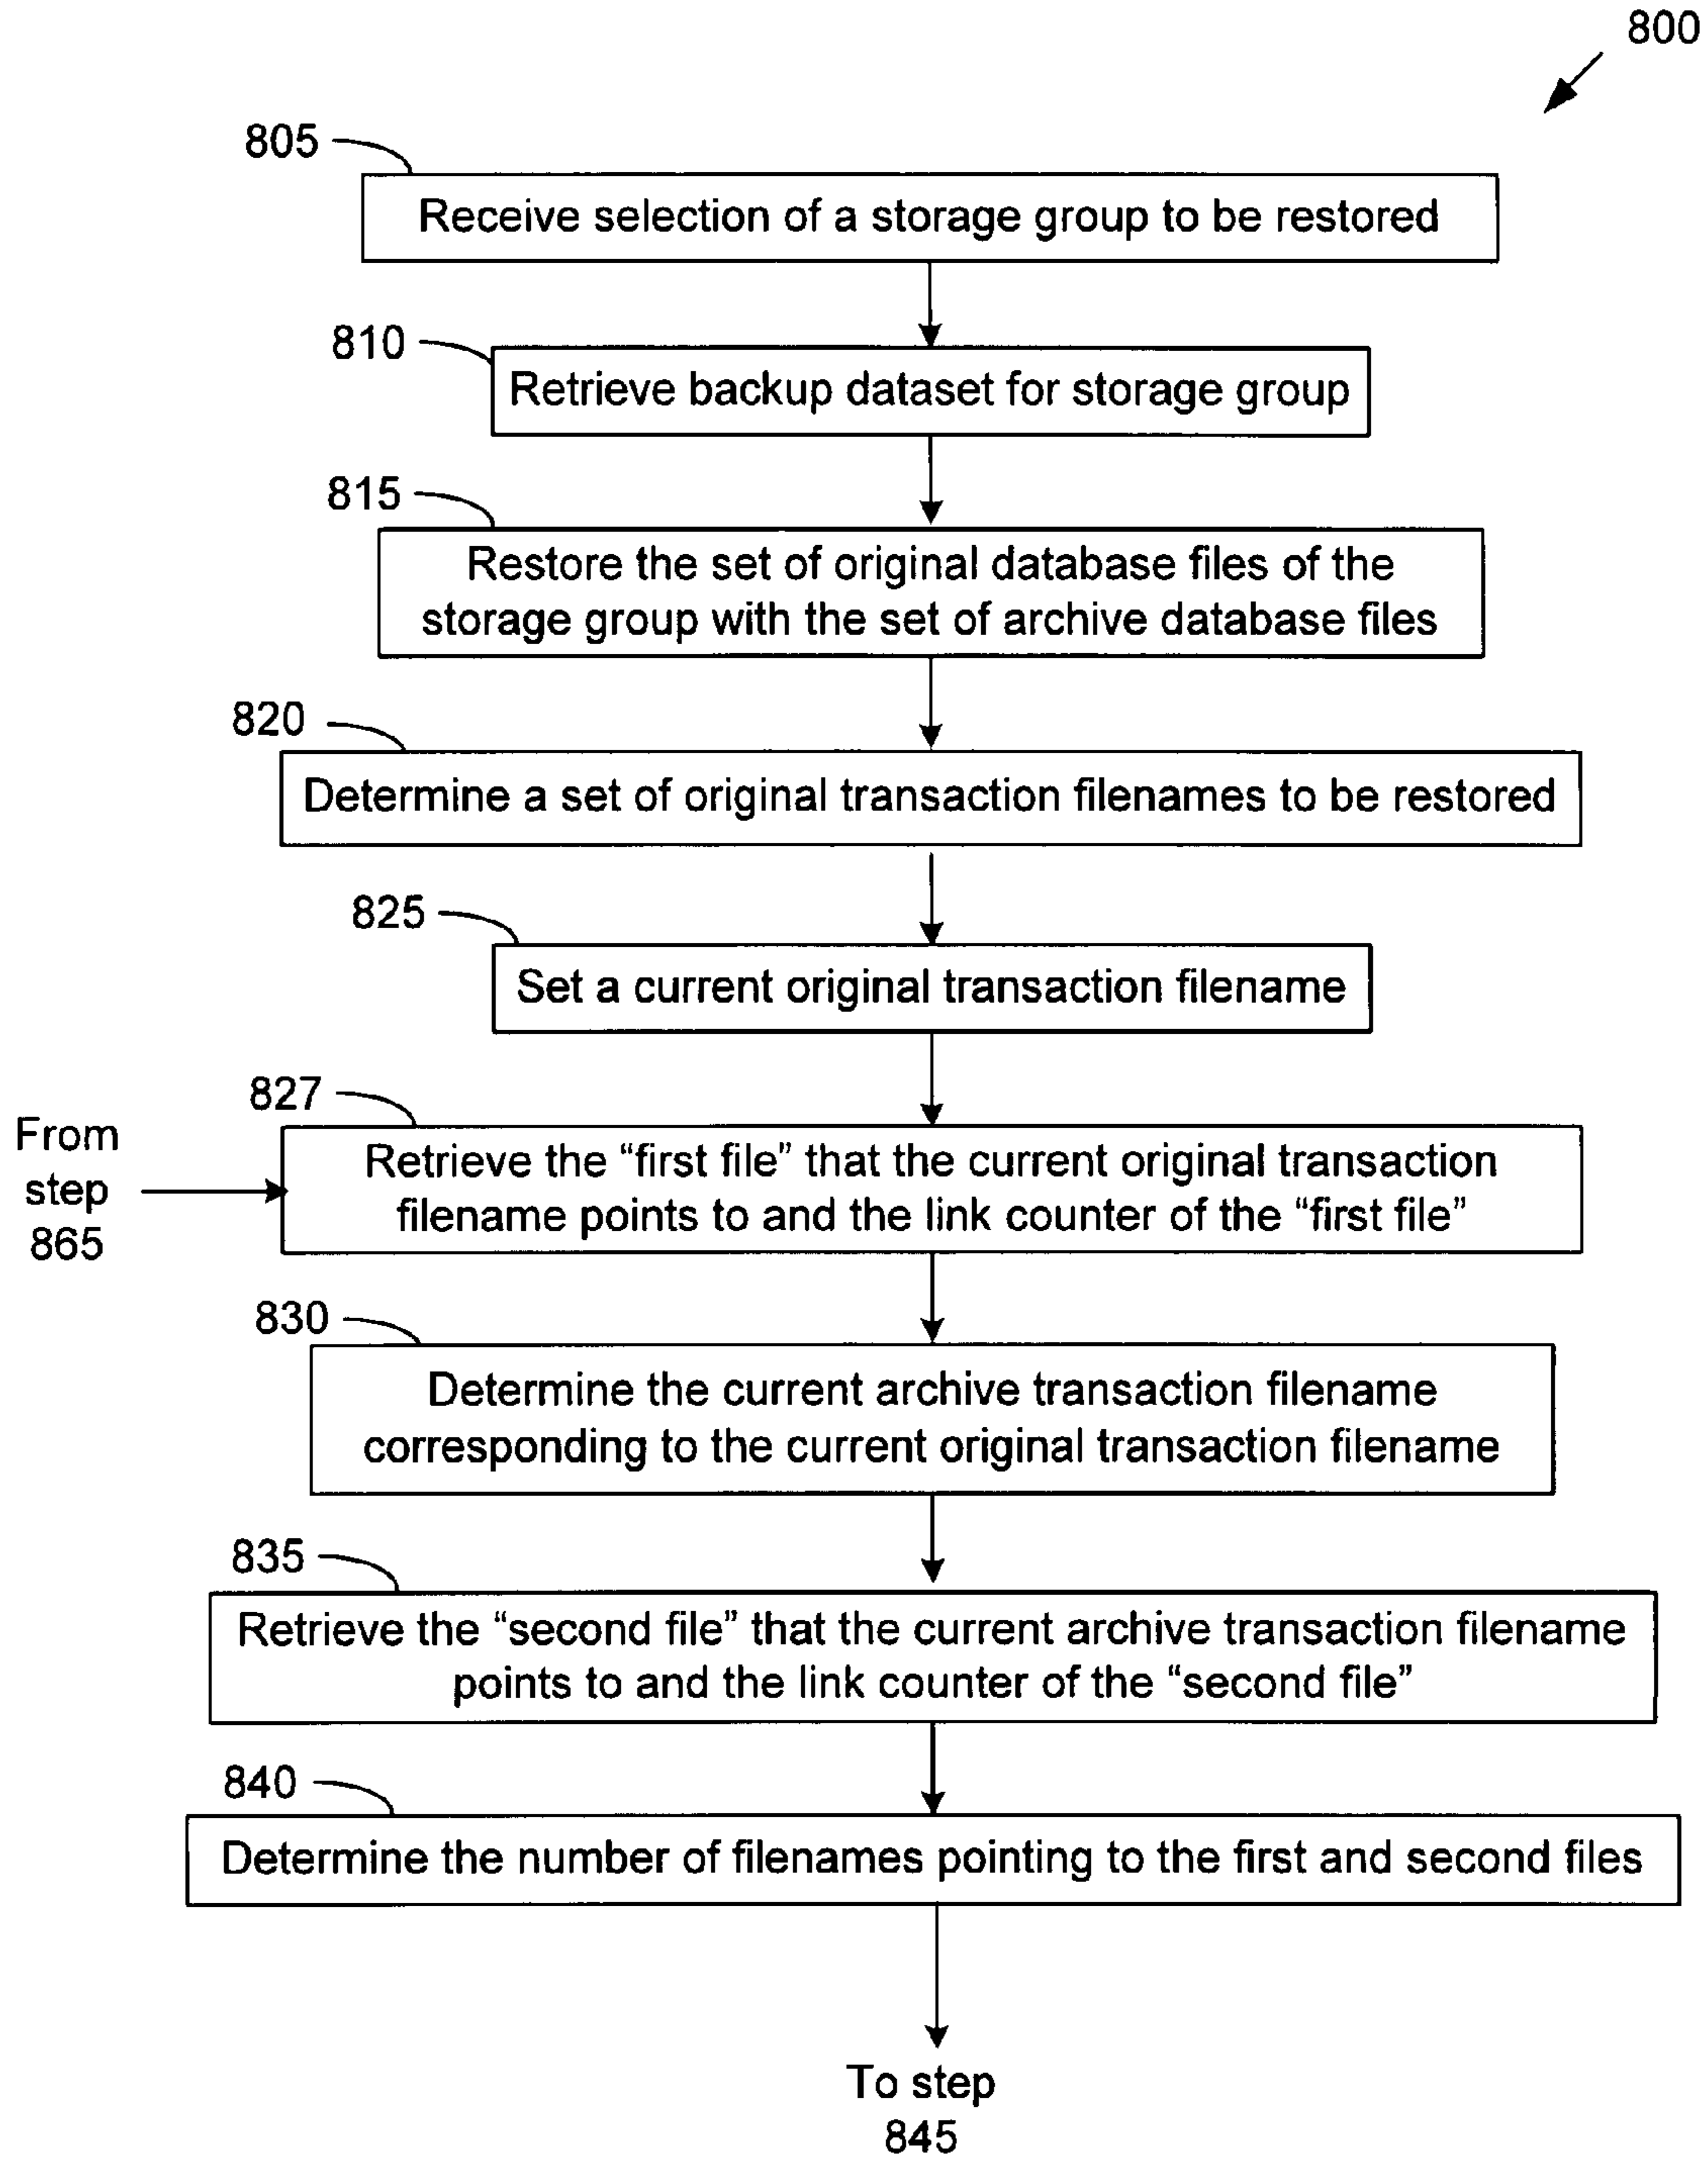 800
805
Receive selection of a storage group to be restored
810
Retrieve backup dataset for storage group
815
Restore the set of original database files of the
storage group with the set of archive database files
820
Determine a set of original transaction filenames to be restored
825
Set a current original transaction filename
827
From
step
865
Retrieve the “first file” that the current original transaction
filename points to and the link counter of the “first file”
830
Determine the current archive transaction filename
corresponding to the current original transaction filename
835
Retrieve the “second file” that the current archive transaction filename
points to and the link counter of the “second file”
840
Determine the number of filenames pointing to the first and second files
To step
845